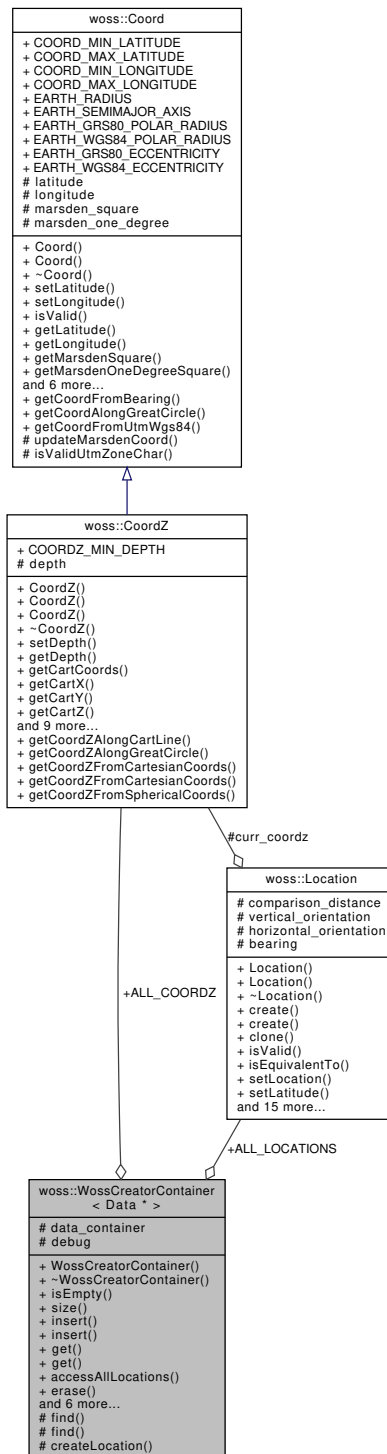 woss::Coord
+ COORD_MIN_LATITUDE
+ COORD_MAX_LATITUDE
+ COORD_MIN_LONGITUDE
+ COORD_MAX_LONGITUDE
+ EARTH_RADIUS
+ EARTH_SEMIMAJOR_AXIS
+ EARTH_GRS80_POLAR_RADIUS
+ EARTH_WGS84_POLAR_RADIUS
+ EARTH_GRS80_ECCENTRICITY
+ EARTH_WGS84_ECCENTRICITY
# latitude
# longitude
# marsden_square
# marsden_one_degree
+ Coord()
+ Coord()
+ ~Coord()
+ setLatitude()
+ setLongitude()
+ isValid()
+ getLatitude()
+ getLongitude()
+ getMarsdenSquare()
+ getMarsdenOneDegreeSquare()
and 6 more...
+ getCoordFromBearing()
+ getCoordAlongGreatCircle()
+ getCoordFromUtmWgs84()
# updateMarsdenCoord()
# isValidUtmZoneChar()
woss::CoordZ
+ COORDZ_MIN_DEPTH
# depth
+ CoordZ()
+ CoordZ()
+ CoordZ()
+ ~CoordZ()
+ setDepth()
+ getDepth()
+ getCartCoords()
+ getCartX()
+ getCartY()
+ getCartZ()
and 9 more...
+ getCoordZAlongCartLine()
+ getCoordZAlongGreatCircle()
+ getCoordZFromCartesianCoords()
+ getCoordZFromCartesianCoords()
+ getCoordZFromSphericalCoords()
#curr_coordz
woss::Location
# comparison_distance
# vertical_orientation
# horizontal_orientation
# bearing
+ Location()
+ Location()
+ ~Location()
+ create()
+ create()
+ clone()
+ isValid()
+ isEquivalentTo()
+ setLocation()
+ setLatitude()
and 15 more...
+ALL_COORDZ
+ALL_LOCATIONS
woss::WossCreatorContainer
< Data * >
# data_container
# debug
+ WossCreatorContainer()
+ ~WossCreatorContainer()
+ isEmpty()
+ size()
+ insert()
+ insert()
+ get()
+ get()
+ accessAllLocations()
+ erase()
and 6 more...
# find()
# find()
# createLocation()